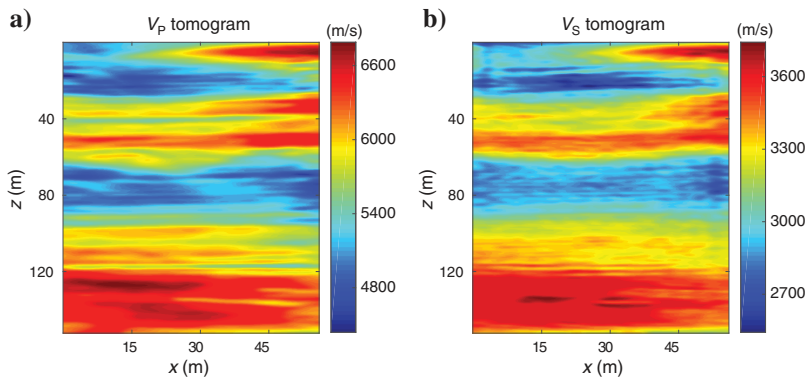 a)
V_P tomogram
(m/s)
6600
6000
5400
4800
40
80
120
z (m)
15
30
45
x (m)
b)
V_S tomogram
(m/s)
3600
3300
3000
2700
40
80
120
z (m)
15
30
45
x (m)